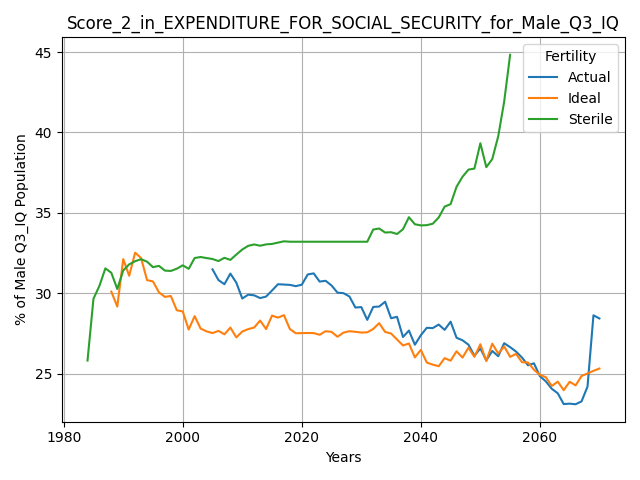 Score_2_in_EXPENDITURE_FOR_SOCIAL_SECURITY_for_Male_Q3_IQ
% of Male Q3_IQ Population
45
40
35
30
25
1980
2000
2020
2040
2060
Years
Fertility
Actual
Ideal
Sterile